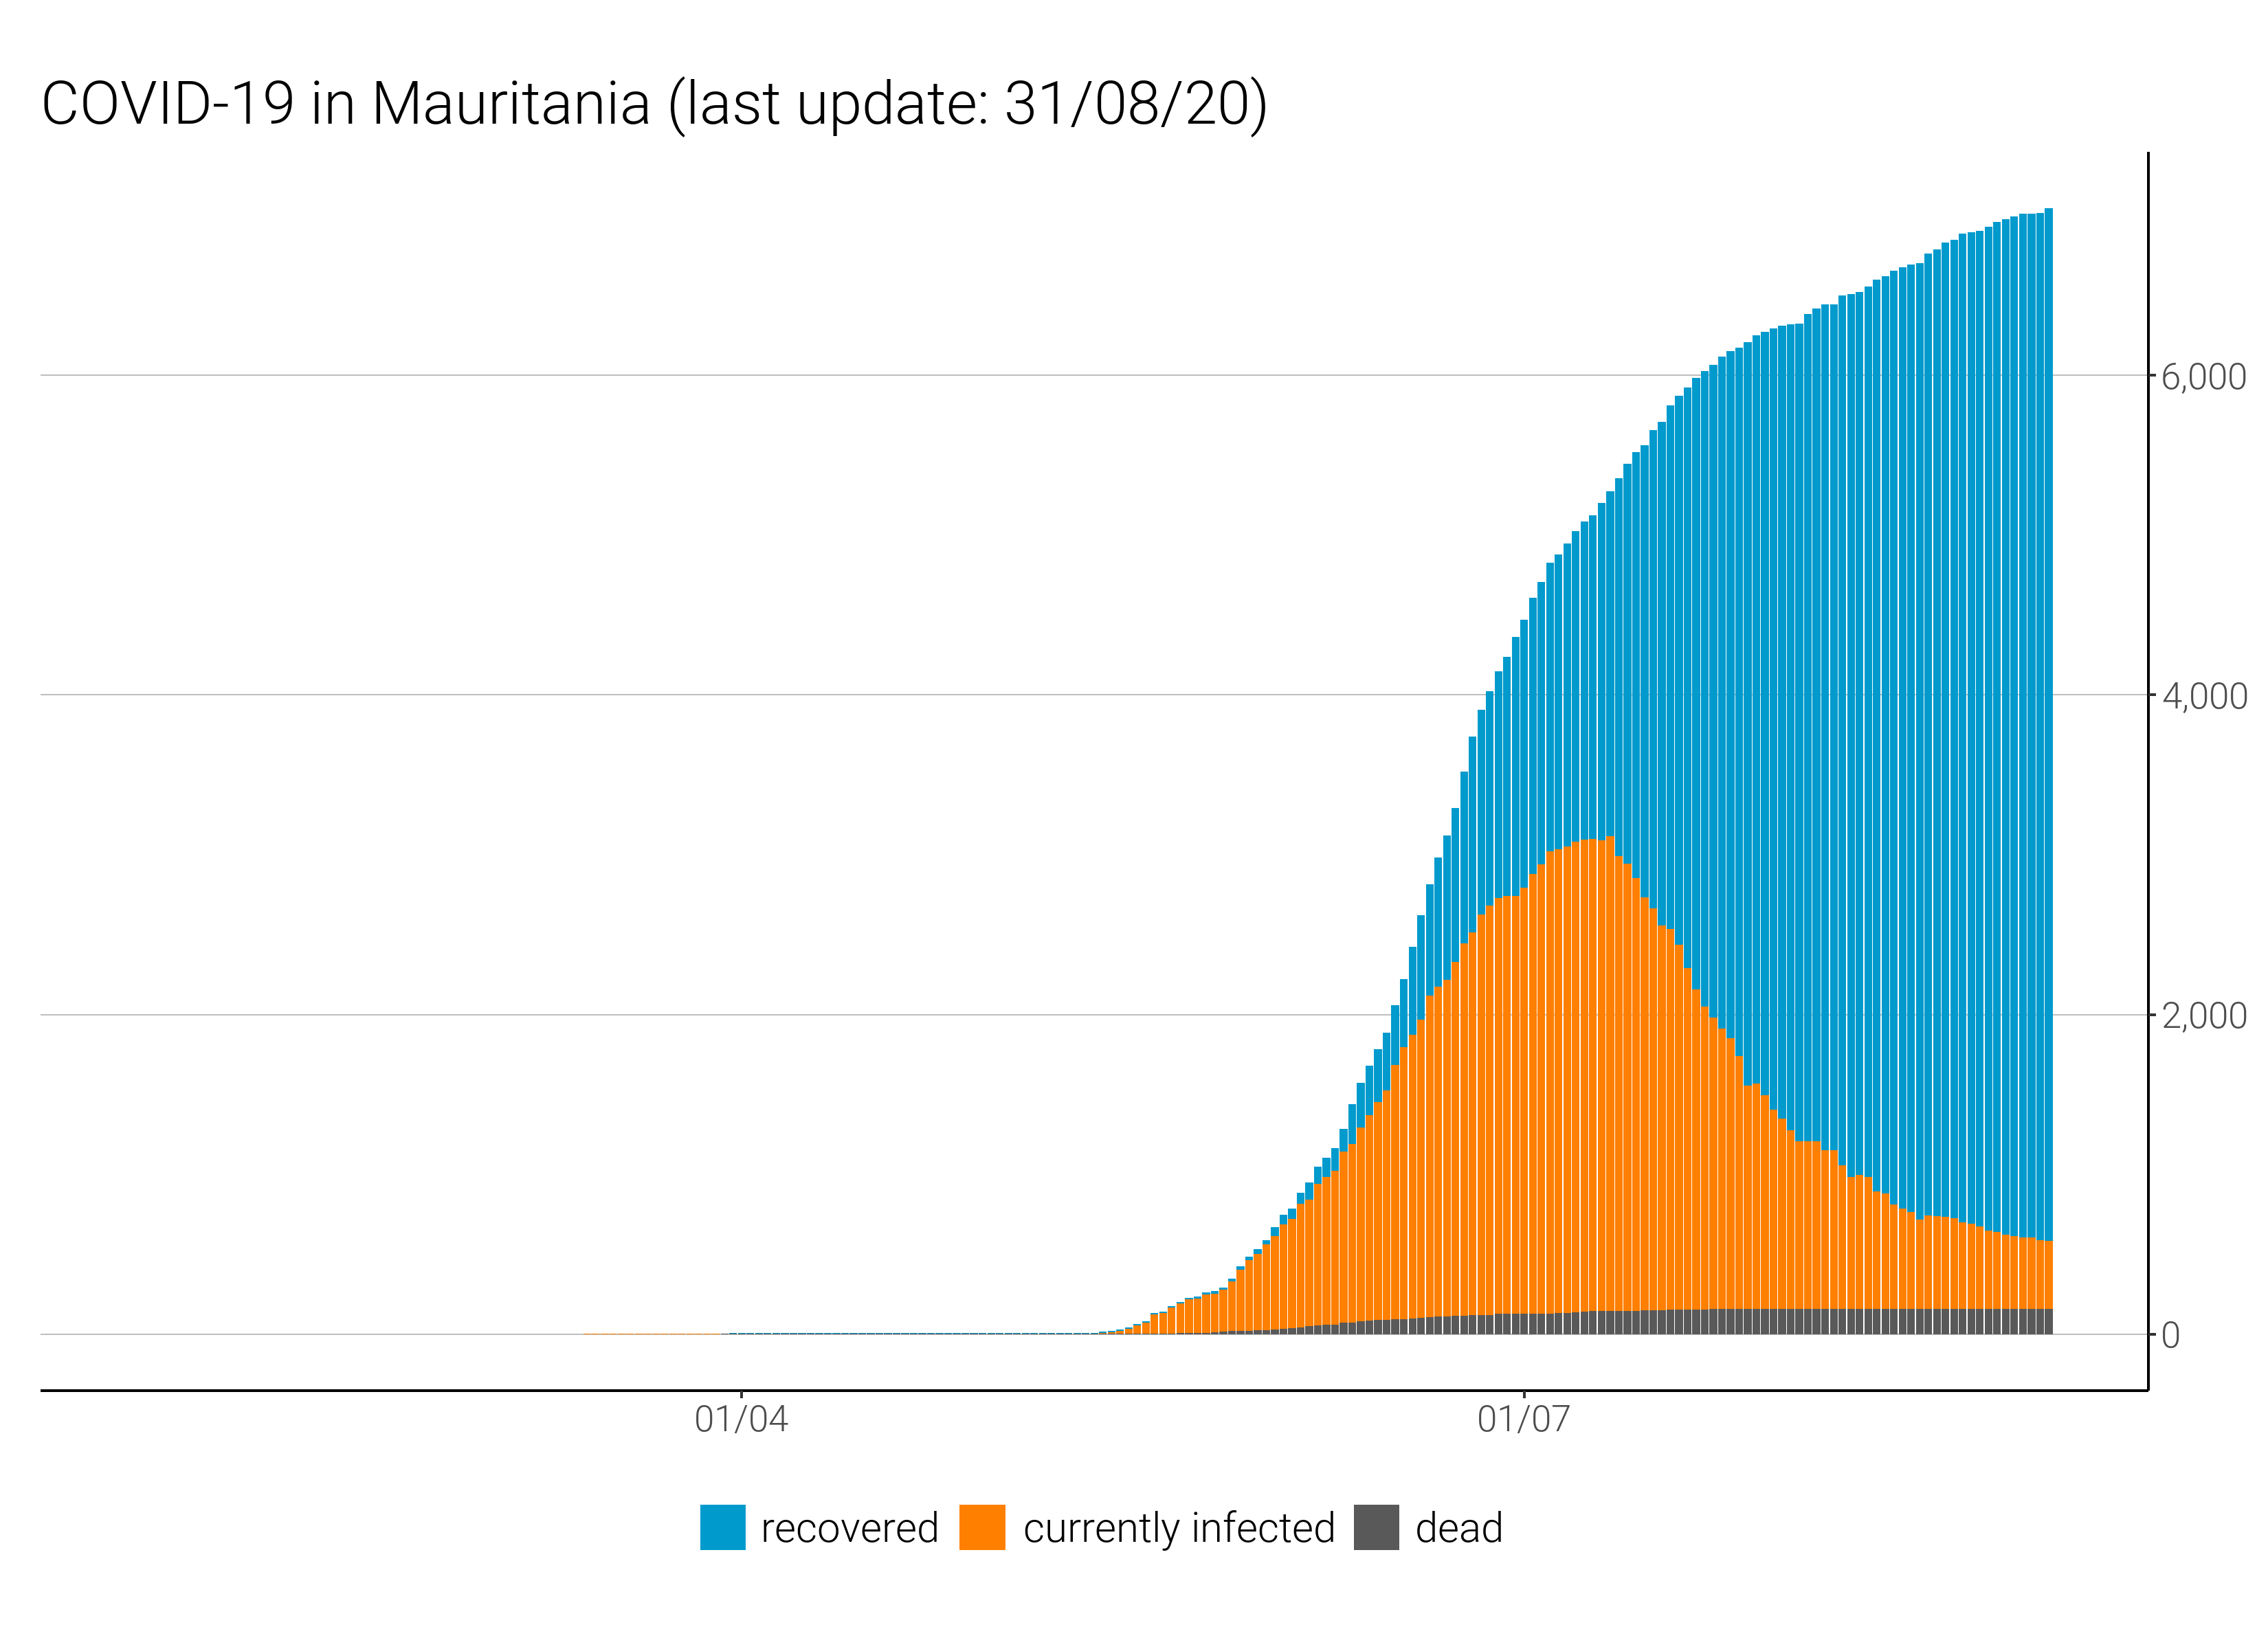 COVID-19 in Mauritania (last update: 31/08/20)
6,000
4,000
2,000
0
01/04 01/07
recovered currently infected dead